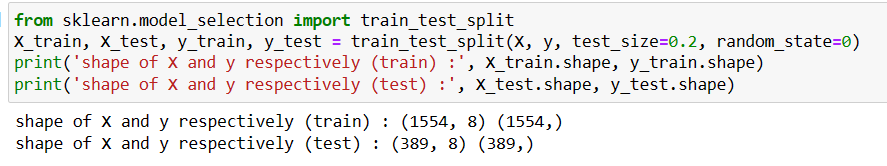 from sklearn.model_selection import train_test_split
X_train, X_test, y_train, y_test = train_test_split(X, y, test_size=0.2, random_state=0)
print('shape of X and y respectively (train) :', X_train.shape, y_train.shape)
print('shape of X and y respectively (test) :', X_test.shape, y_test.shape)
shape of X and y respectively (train) : (1554, 8) (1554,)
shape of X and y respectively (test) : (389, 8) (389,)